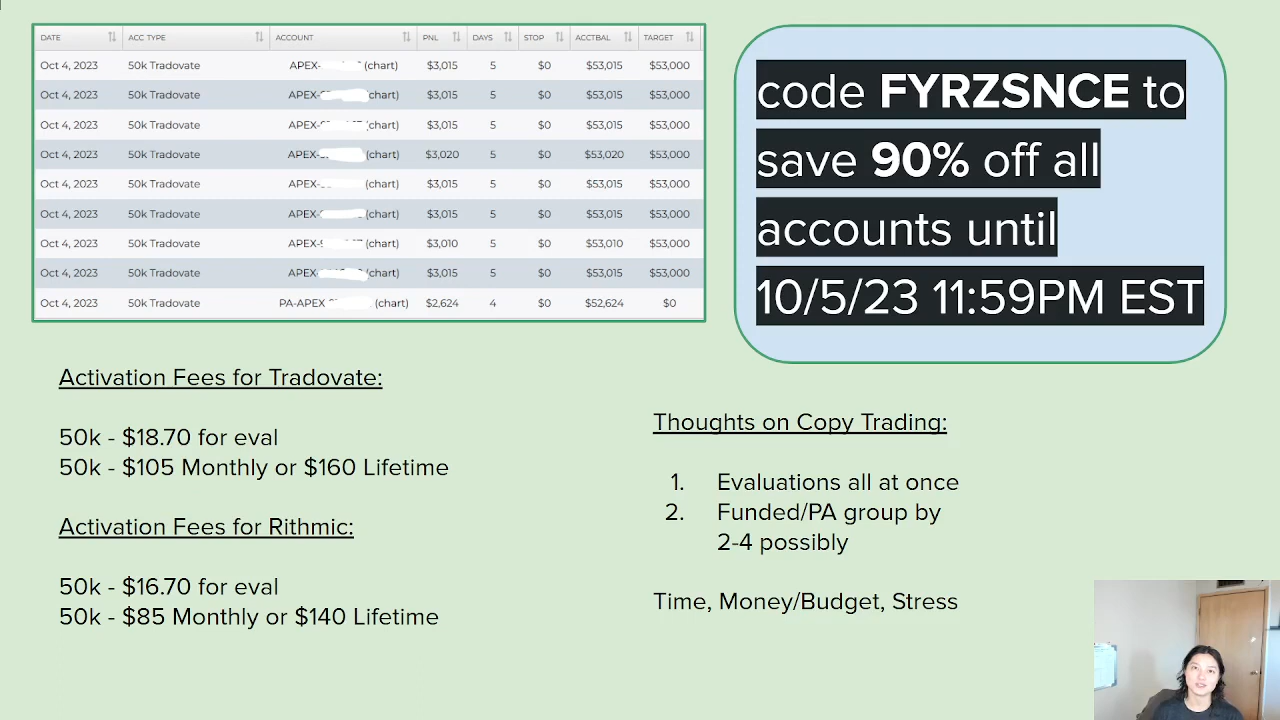 DATE ACC TYPE ACCOUNT PNL DAYS STOP ACCTBAL TARGET
Oct 4, 2023 50k Tradovate APEX- (chart) $3,015 5 $0 $53,015 $53,000
Oct 4, 2023 50k Tradovate APEX- (chart) $3,015 5 $0 $53,015 $53,000
Oct 4, 2023 50k Tradovate APEX- (chart) $3,015 5 $0 $53,015 $53,000
Oct 4, 2023 50k Tradovate APEX- (chart) $3,020 5 $0 $53,020 $53,000
Oct 4, 2023 50k Tradovate APEX- (chart) $3,015 5 $0 $53,015 $53,000
Oct 4, 2023 50k Tradovate APEX- (chart) $3,015 5 $0 $53,015 $53,000
Oct 4, 2023 50k Tradovate APEX- (chart) $3,010 5 $0 $53,010 $53,000
Oct 4, 2023 50k Tradovate APEX- (chart) $3,015 5 $0 $53,015 $53,000
Oct 4, 2023 50k Tradovate PA-APEX (chart) $2,624 4 $0 $52,624 $0
code FYRZSNCE to
save 90% off all
accounts until
10/5/23 11:59PM EST
Activation Fees for Tradovate:
50k - $18.70 for eval
50k - $105 Monthly or $160 Lifetime
Activation Fees for Rithmic:
50k - $16.70 for eval
50k - $85 Monthly or $140 Lifetime
Thoughts on Copy Trading:
1. Evaluations all at once
2. Funded/PA group by
2-4 possibly
Time, Money/Budget, Stress